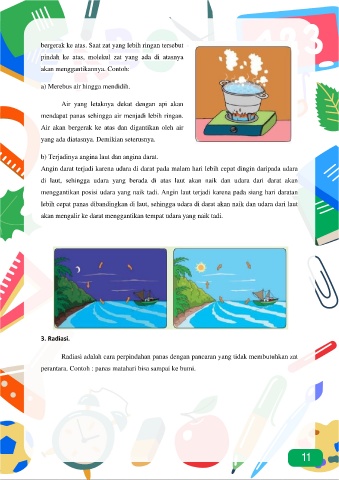 bergerak ke atas. Saat zat yang lebih ringan tersebut
pindah ke atas, molekul zat yang ada di atasnya
akan menggantikannya. Contoh:
a) Merebus air hingga mendidih.
Air yang letaknya dekat dengan api akan
mendapat panas sehingga air menjadi lebih ringan.
Air akan bergerak ke atas dan digantikan oleh air
yang ada diatasnya. Demikian seterusnya.
b) Terjadinya angina laut dan angina darat.
Angin darat terjadi karena udara di darat pada malam hari lebih cepat dingin daripada udara
di laut, sehingga udara yang berada di atas laut akan naik dan udara dari darat akan
menggantikan posisi udara yang naik tadi. Angin laut terjadi karena pada siang hari daratan
lebih cepat panas dibandingkan di laut, sehingga udara di darat akan naik dan udara dari laut
akan mengalir ke darat menggantikan tempat udara yang naik tadi.
3. Radiasi.
Radiasi adalah cara perpindahan panas dengan pancaran yang tidak membutuhkan zat
perantara. Contoh : panas matahari bisa sampai ke bumi.
11